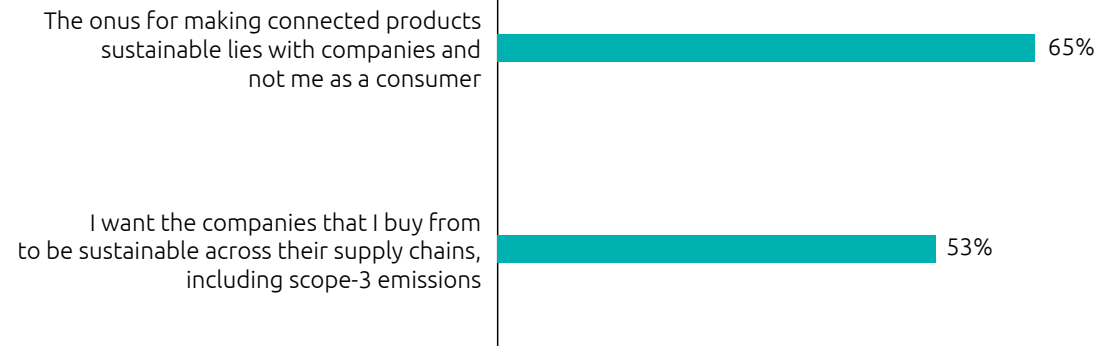 The onus for making connected products
sustainable lies with companies and
not me as a consumer
65%
I want the companies that I buy from
to be sustainable across their supply chains,
including scope-3 emissions
53%